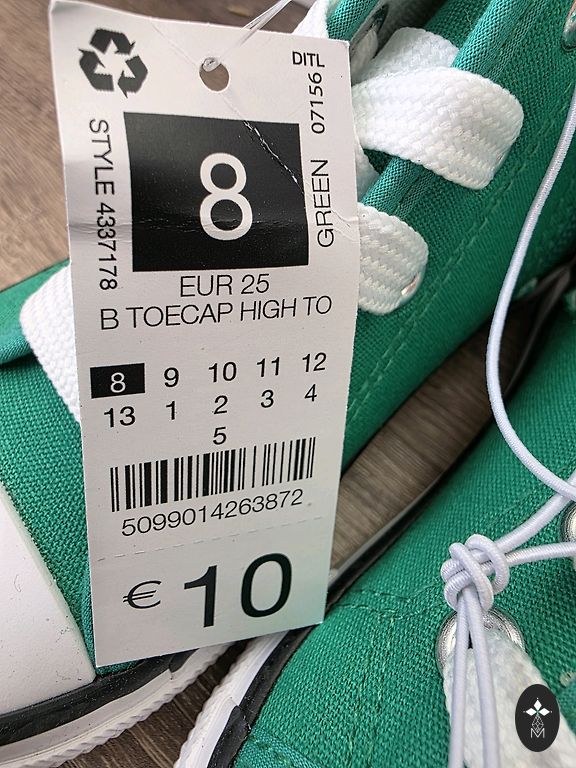 DITL
07156
STYLE 4337178
8
GREEN
EUR 25
B TOECAP HIGH TO
8 9 10 11 12
13 1 2 3 4
5
5099014263872
€ 10
M